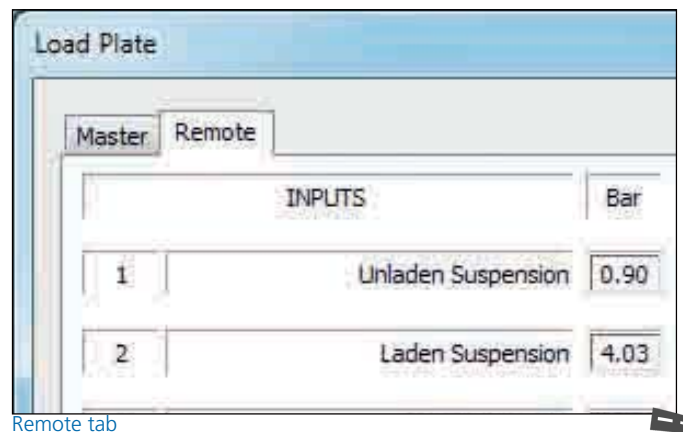 Load Plate
Master Remote
INPUTS Bar
1 Unladen Suspension 0.90
2 Laden Suspension 4.03
Remote tab